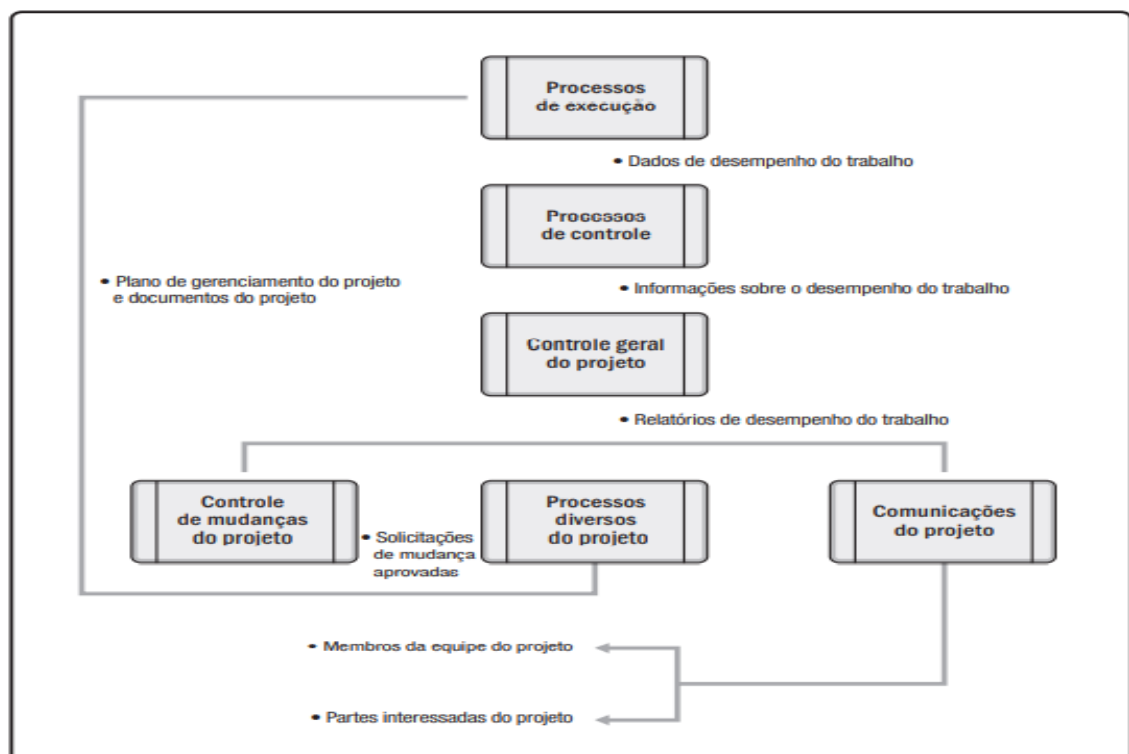 Processos
de execução
• Dados de desempenho do trabalho
Processos
de controle
• Plano de gerenciamento do projeto
e documentos do projeto
• Informações sobre o desempenho do trabalho
Controle geral
do projeto
• Relatórios de desempenho do trabalho
Controle
de mudanças
do projeto
• Solicitações
de mudança
aprovadas
Processos
diversos
do projeto
Comunicações
do projeto
• Membros da equipe do projeto
• Partes interessadas do projeto